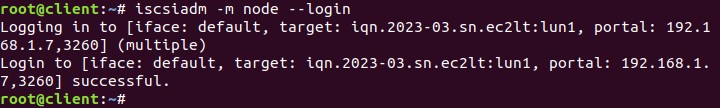 root@client:~# iscsiadm -m node --login
Logging in to [iface: default, target: iqn.2023-03.sn.ec2lt:lun1, portal: 192.1
68.1.7,3260] (multiple)
Login to [iface: default, target: iqn.2023-03.sn.ec2lt:lun1, portal: 192.168.1.
7,3260] successful.
root@client:~#